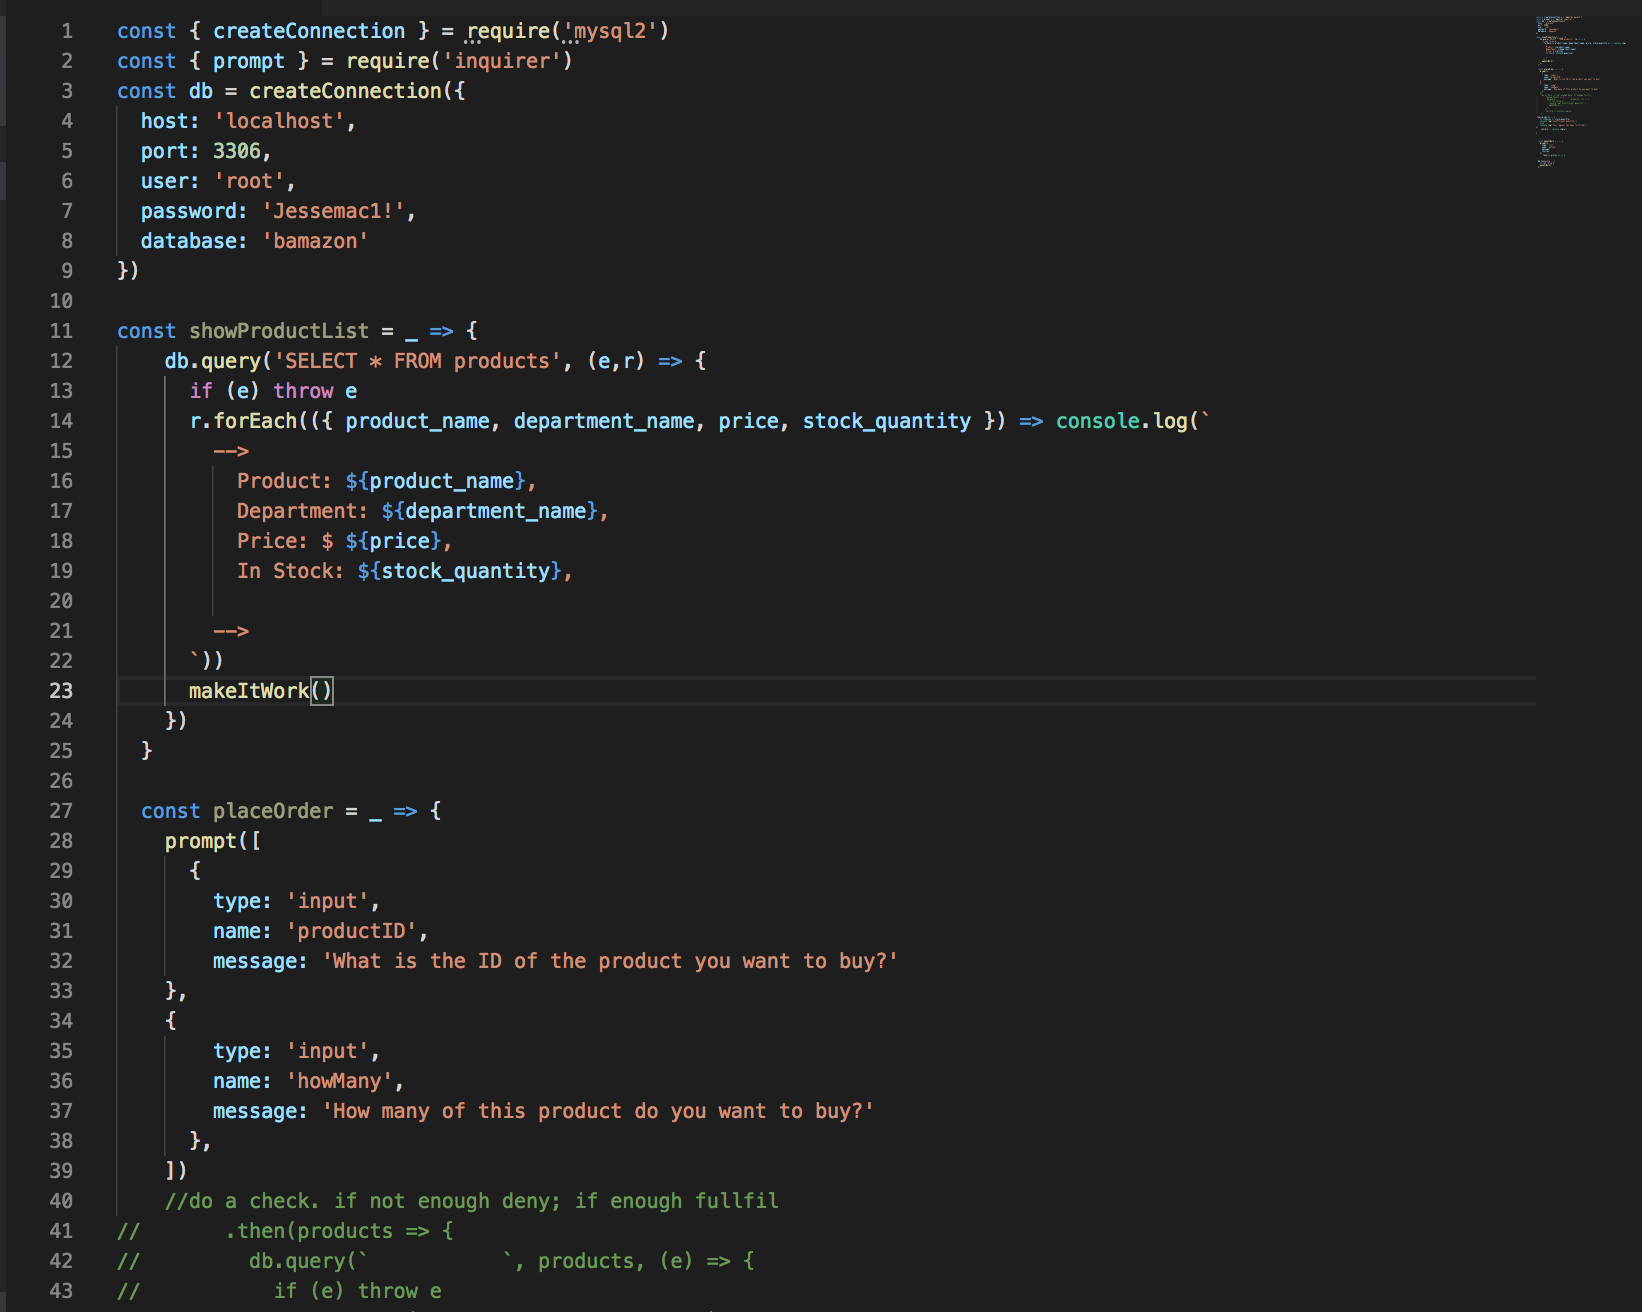 1 const { createConnection } = require('mysql2')
2 const { prompt } = require('inquirer')
3 const db = createConnection({
4 host: 'localhost',
5 port: 3306,
6 user: 'root',
7 password: 'Jessemac1!',
8 database: 'bamazon'
9 })
10
11 const showProductList = _ => {
12 db.query('SELECT * FROM products', (e,r) => {
13 if (e) throw e
14 r.forEach(({ product_name, department_name, price, stock_quantity }) => console.log(`
15 -->
16 Product: ${product_name},
17 Department: ${department_name},
18 Price: $ ${price},
19 In Stock: ${stock_quantity},
20
21 -->
22 `))
23 makeItWork()
24 })
25 }
26
27 const placeOrder = _ => {
28 prompt([
29 {
30 type: 'input',
31 name: 'productID',
32 message: 'What is the ID of the product you want to buy?'
33 },
34 {
35 type: 'input',
36 name: 'howMany',
37 message: 'How many of this product do you want to buy?'
38 },
39 ])
40 //do a check. if not enough deny; if enough fullfil
41 // .then(products => {
42 // db.query(` `, products, (e) => {
43 // if (e) throw e